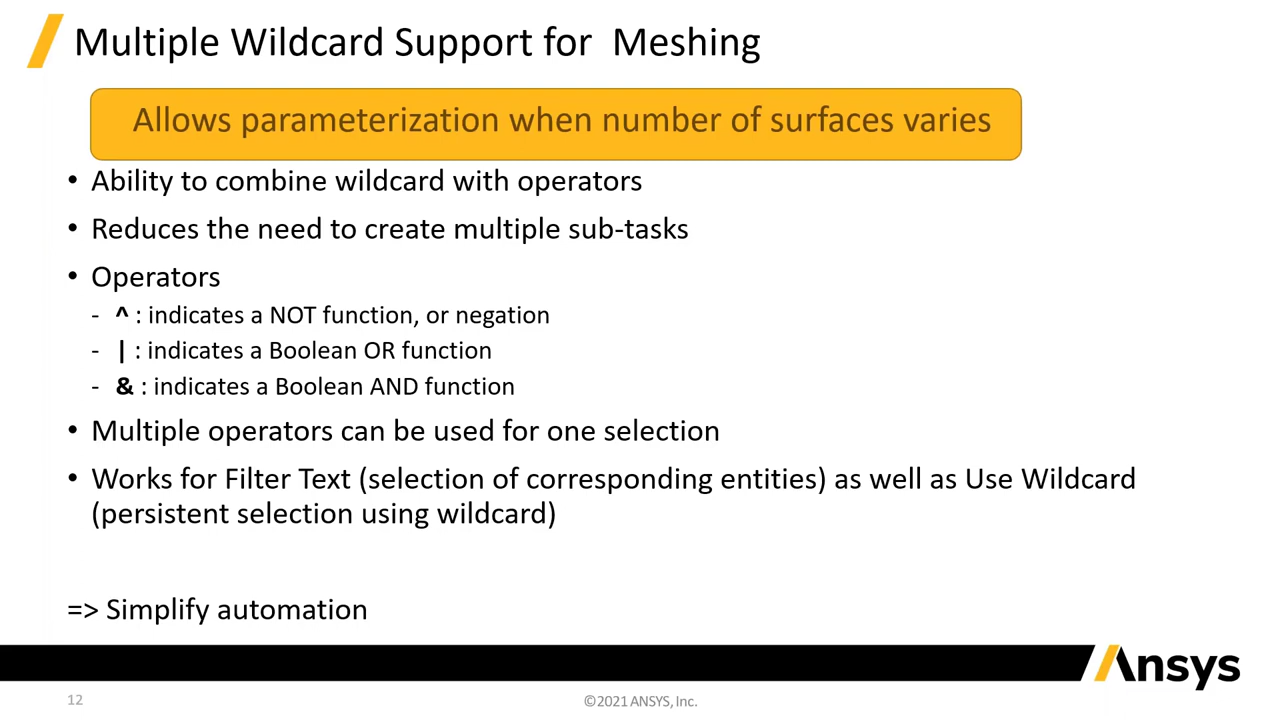 Multiple Wildcard Support for  Meshing
Allows parameterization when number of surfaces varies
• Ability to combine wildcard with operators
• Reduces the need to create multiple sub-tasks
• Operators
- ^ : indicates a NOT function, or negation
- | : indicates a Boolean OR function
- & : indicates a Boolean AND function
• Multiple operators can be used for one selection
• Works for Filter Text (selection of corresponding entities) as well as Use Wildcard
(persistent selection using wildcard)
=> Simplify automation
Ansys
12
©2021 ANSYS, Inc.